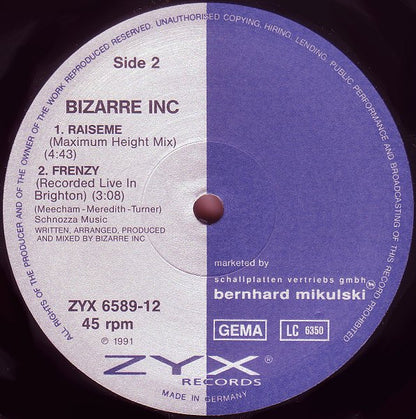 ALL RIGHTS OF THE PRODUCER AND OF THE OWNER OF THE WORK REPRODUCED RESERVED. UNAUTHORISED COPYING, HIRING, LENDING, PUBLIC PERFORMANCE AND BROADCASTING OF THIS RECORD PROHIBITED.
Side 2
BIZARRE INC
1. RAISEME
(Maximum Height Mix)
(4:43)
2. FRENZY
(Recorded Live In
Brighton) (3:08)
(Meecham-Meredith-Turner)
Schnozza Music
WRITTEN, ARRANGED, PRODUCED
AND MIXED BY BIZARRE INC
marketed by
schallplatten vertriebs gmbh
bernhard mikulski
ZYX 6589-12
45 rpm
GEMA
LC 6350
℗ 1991
ZYX®
RECORDS
MADE IN GERMANY